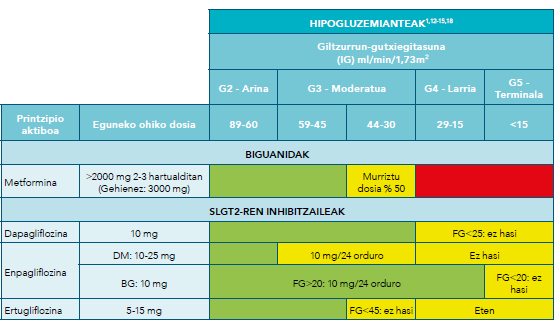 HIPOGLUZEMIANTEAK1,12-15,18
Giltzurrun-gutxiegitasuna
(IG) ml/min/1,73m2
G2 - Arina G3 - Moderatua G4 - Larria G5 - Terminala
Printzipio aktiboa Eguneko ohiko dosia 89-60 59-45 44-30 29-15 <15
BIGUANIDAK
Metformina >2000 mg 2-3 hartualditan (Gehienez: 3000 mg) Murriztu dosia % 50
SLGT2-REN INHIBITZAILEAK
Dapagliflozina 10 mg FG<25: ez hasi
Enpagliflozina DM: 10-25 mg 10 mg/24 orduro Ez hasi
BG: 10 mg FG>20: 10 mg/24 orduro FG<20: ez hasi
Ertugliflozina 5-15 mg FG<45: ez hasi Eten